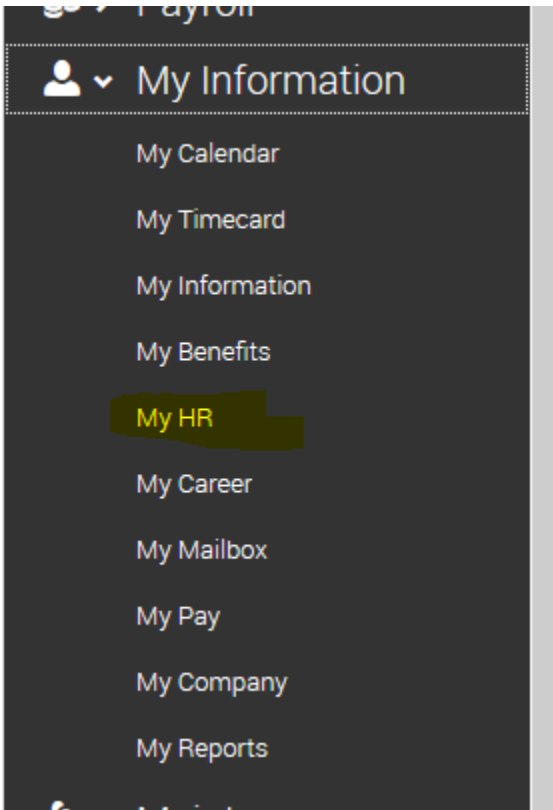 Payroll
My Information
My Calendar
My Timecard
My Information
My Benefits
My HR
My Career
My Mailbox
My Pay
My Company
My Reports